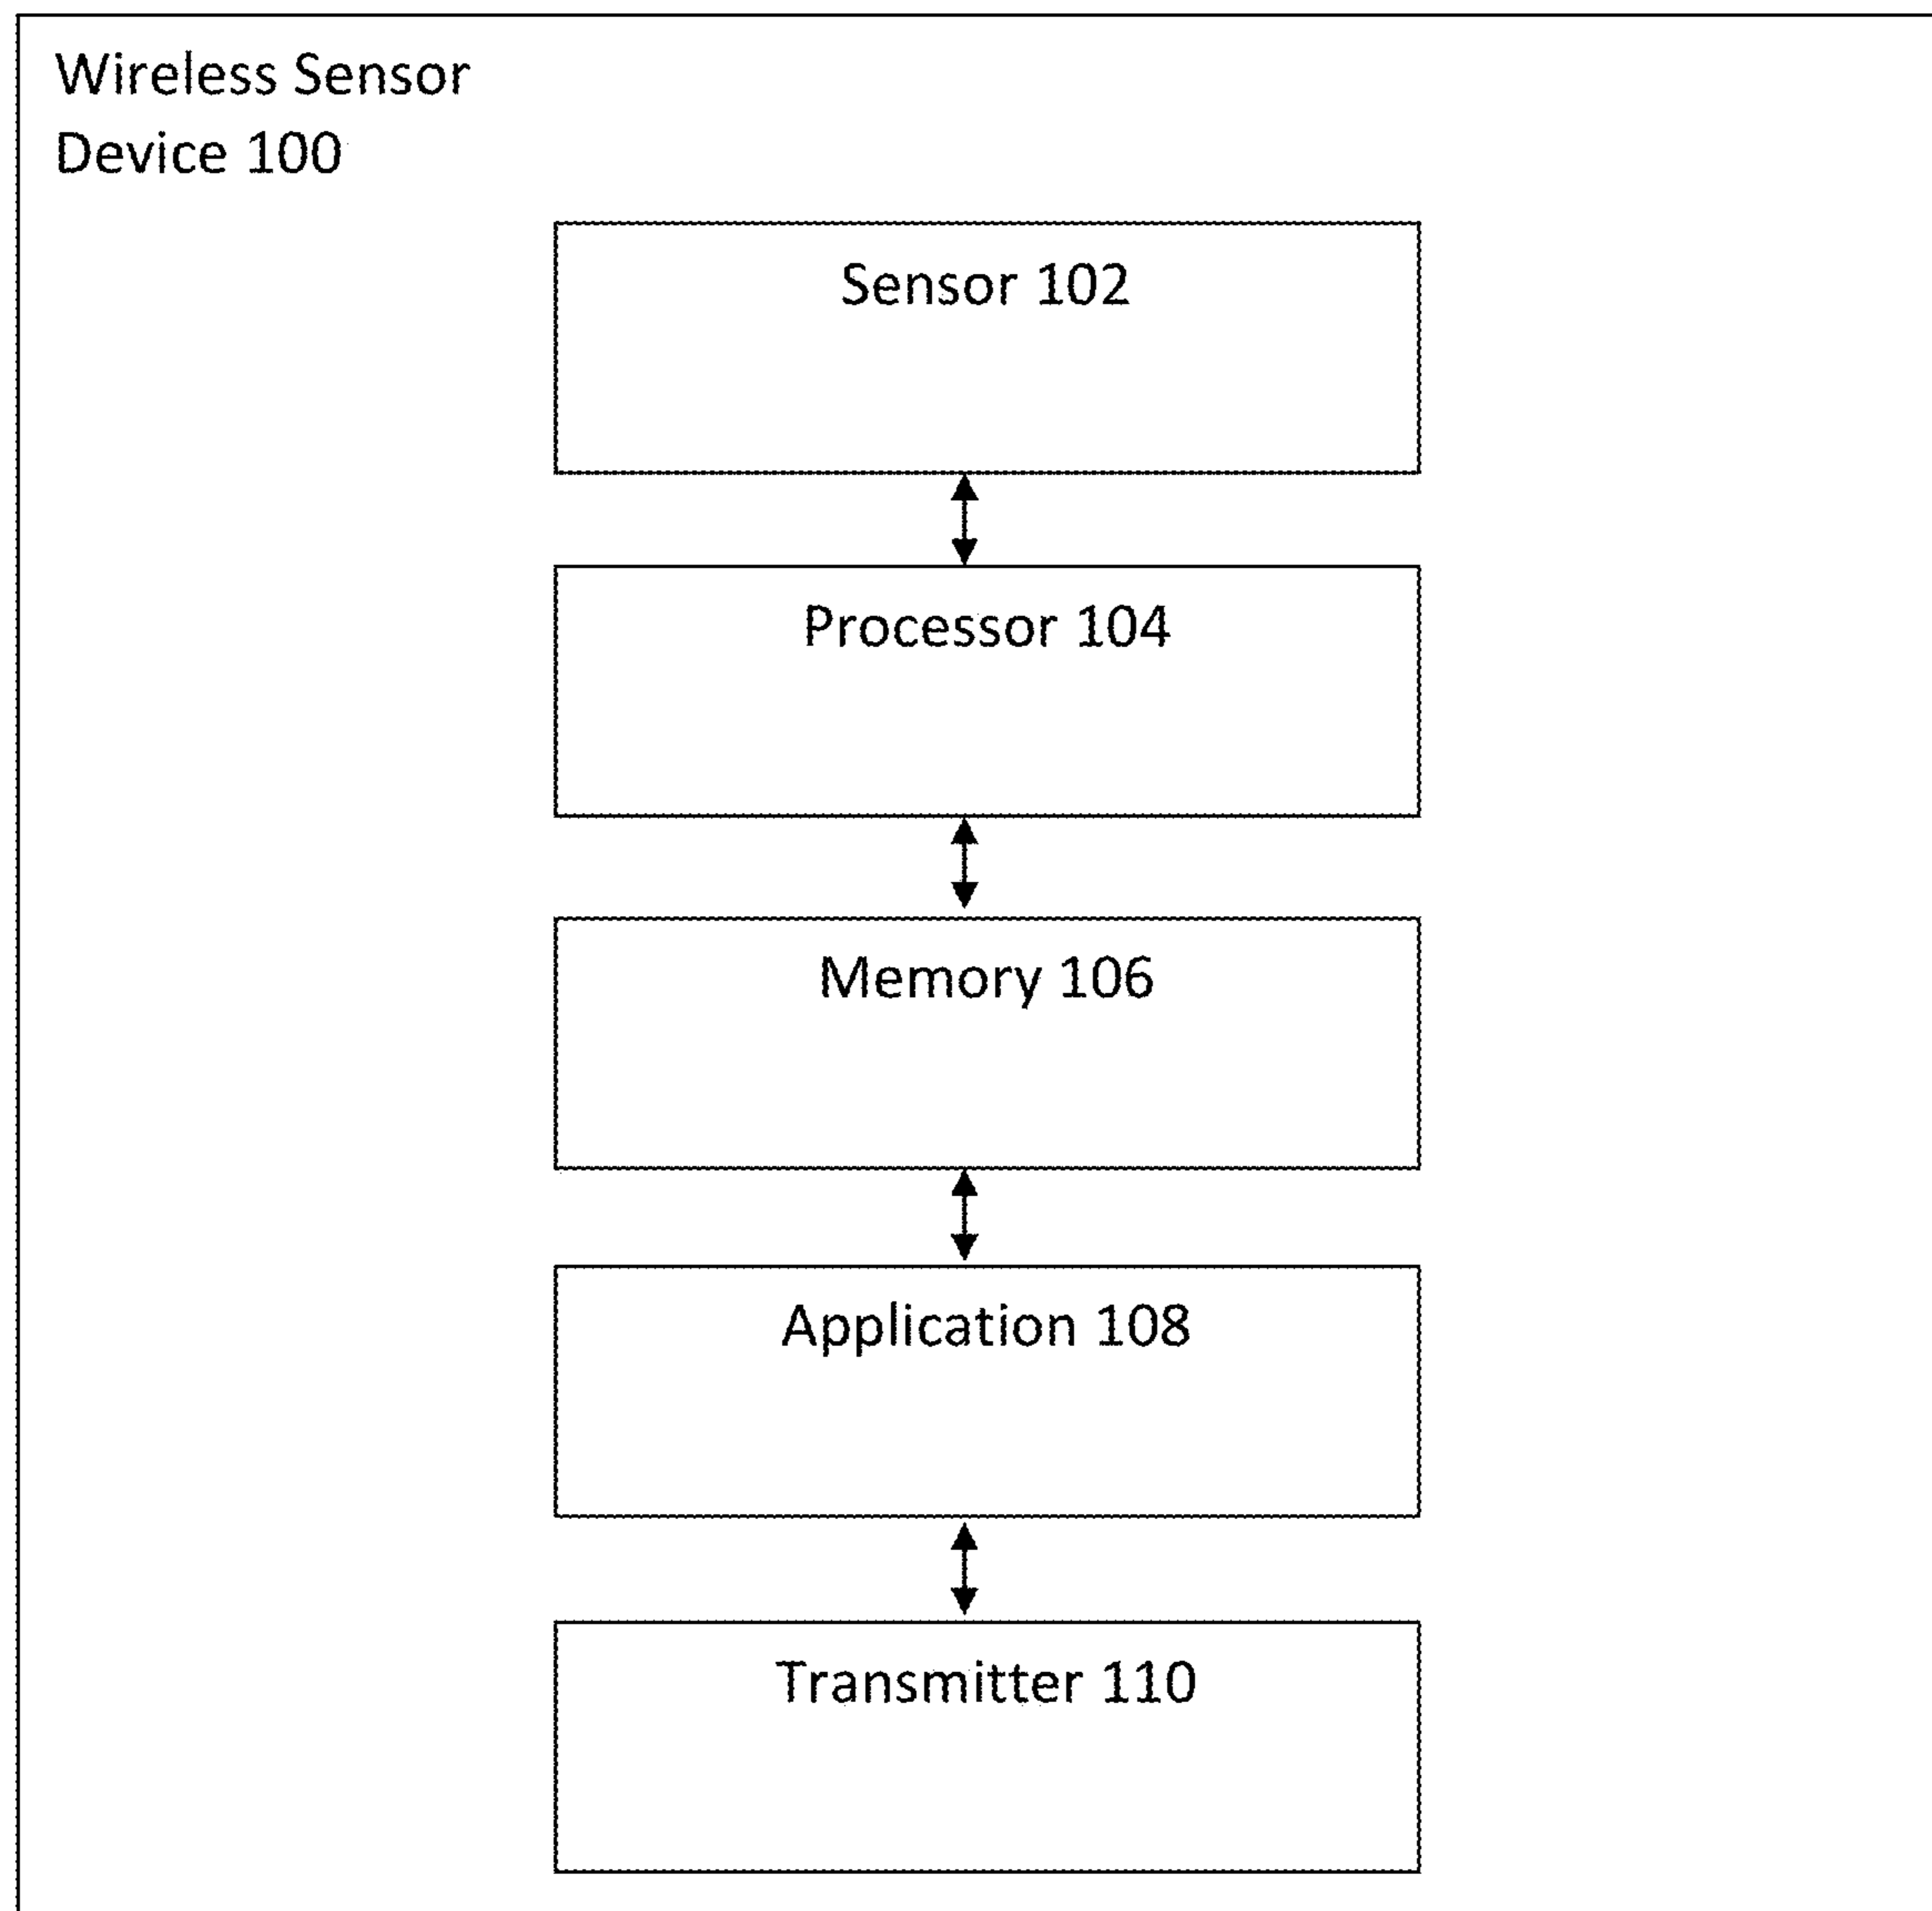 Wireless Sensor
Device 100
Sensor 102
Processor 104
Memory 106
Application 108
Transmitter 110